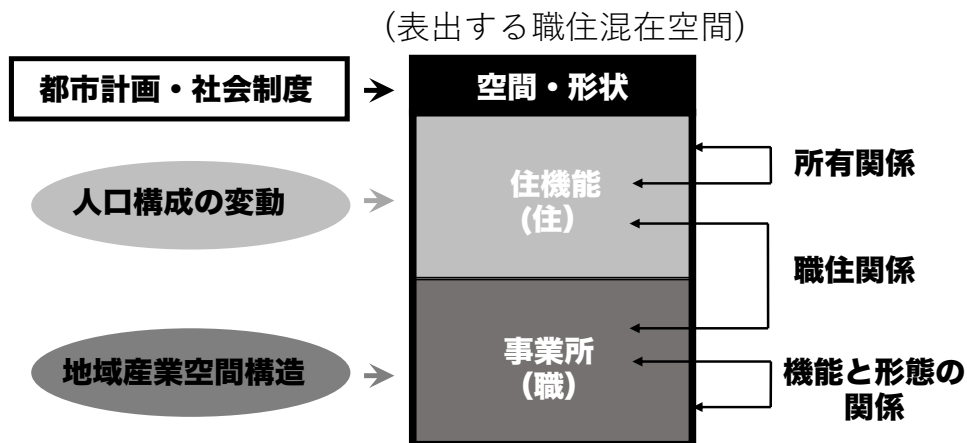 (表出する職住混在空間)
都市計画・社会制度
空間・形状
所有関係
住機能
(住)
人口構成の変動
職住関係
事業所
(職)
地域産業空間構造
機能と形態の
関係